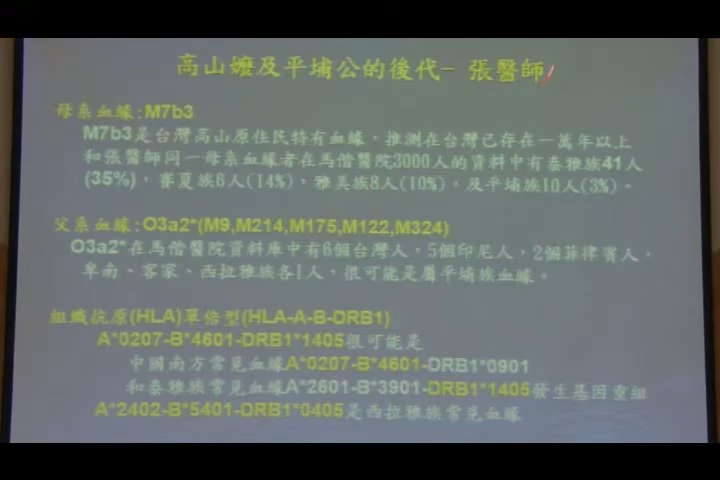 高山嬤及平埔公的後代- 張醫師
母系血緣:M7b3
M7b3是台灣高山原住民特有血緣，推測在台灣已存在一萬年以上
和張醫師同一母系血緣者在馬偕醫院3000人的資料中有泰雅族41人
(35%)，賽夏族6人(14%)，雅美族8人(10%)，及平埔族10人(3%)。
父系血緣:O3a2*(M9,M214,M175,M122,M324)
O3a2*在馬偕醫院資料庫中有6個台灣人，5個印尼人，2個菲律賓人，
卑南、客家、西拉雅族各1人，很可能是屬平埔族血緣。
組織抗原(HLA)單倍型(HLA-A-B-DRB1)
A*0207-B*4601-DRB1*1405很可能是
中國南方常見血緣A*0207-B*4601-DRB1*0901
和泰雅族常見血緣A*2601-B*3901-DRB1*1405發生基因重組
A*2402-B*5401-DRB1*0405是西拉雅族常見血緣